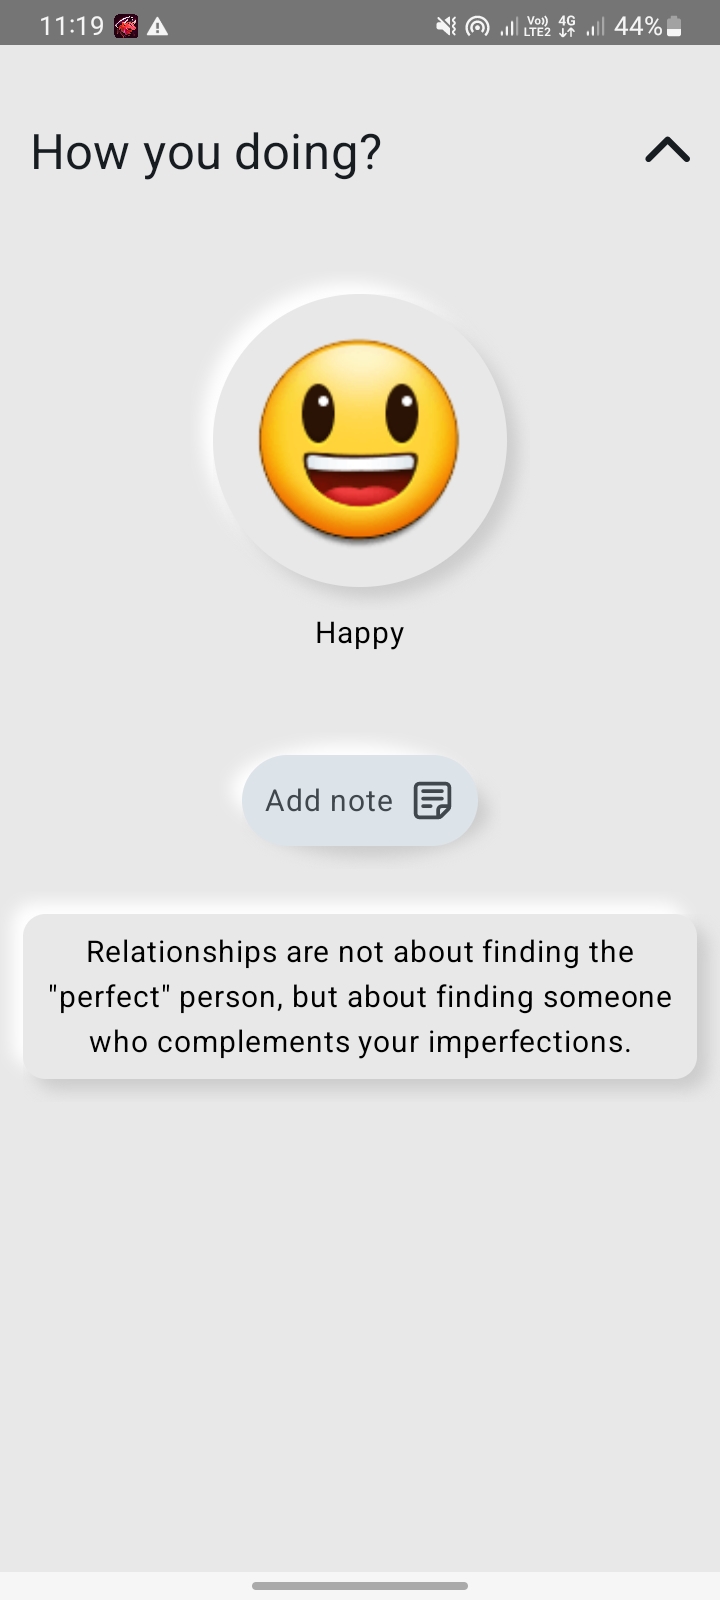 11:19 Vo)) LTE2 4G 44%
How you doing?
Happy
Add note
Relationships are not about finding the
"perfect" person, but about finding someone
who complements your imperfections.